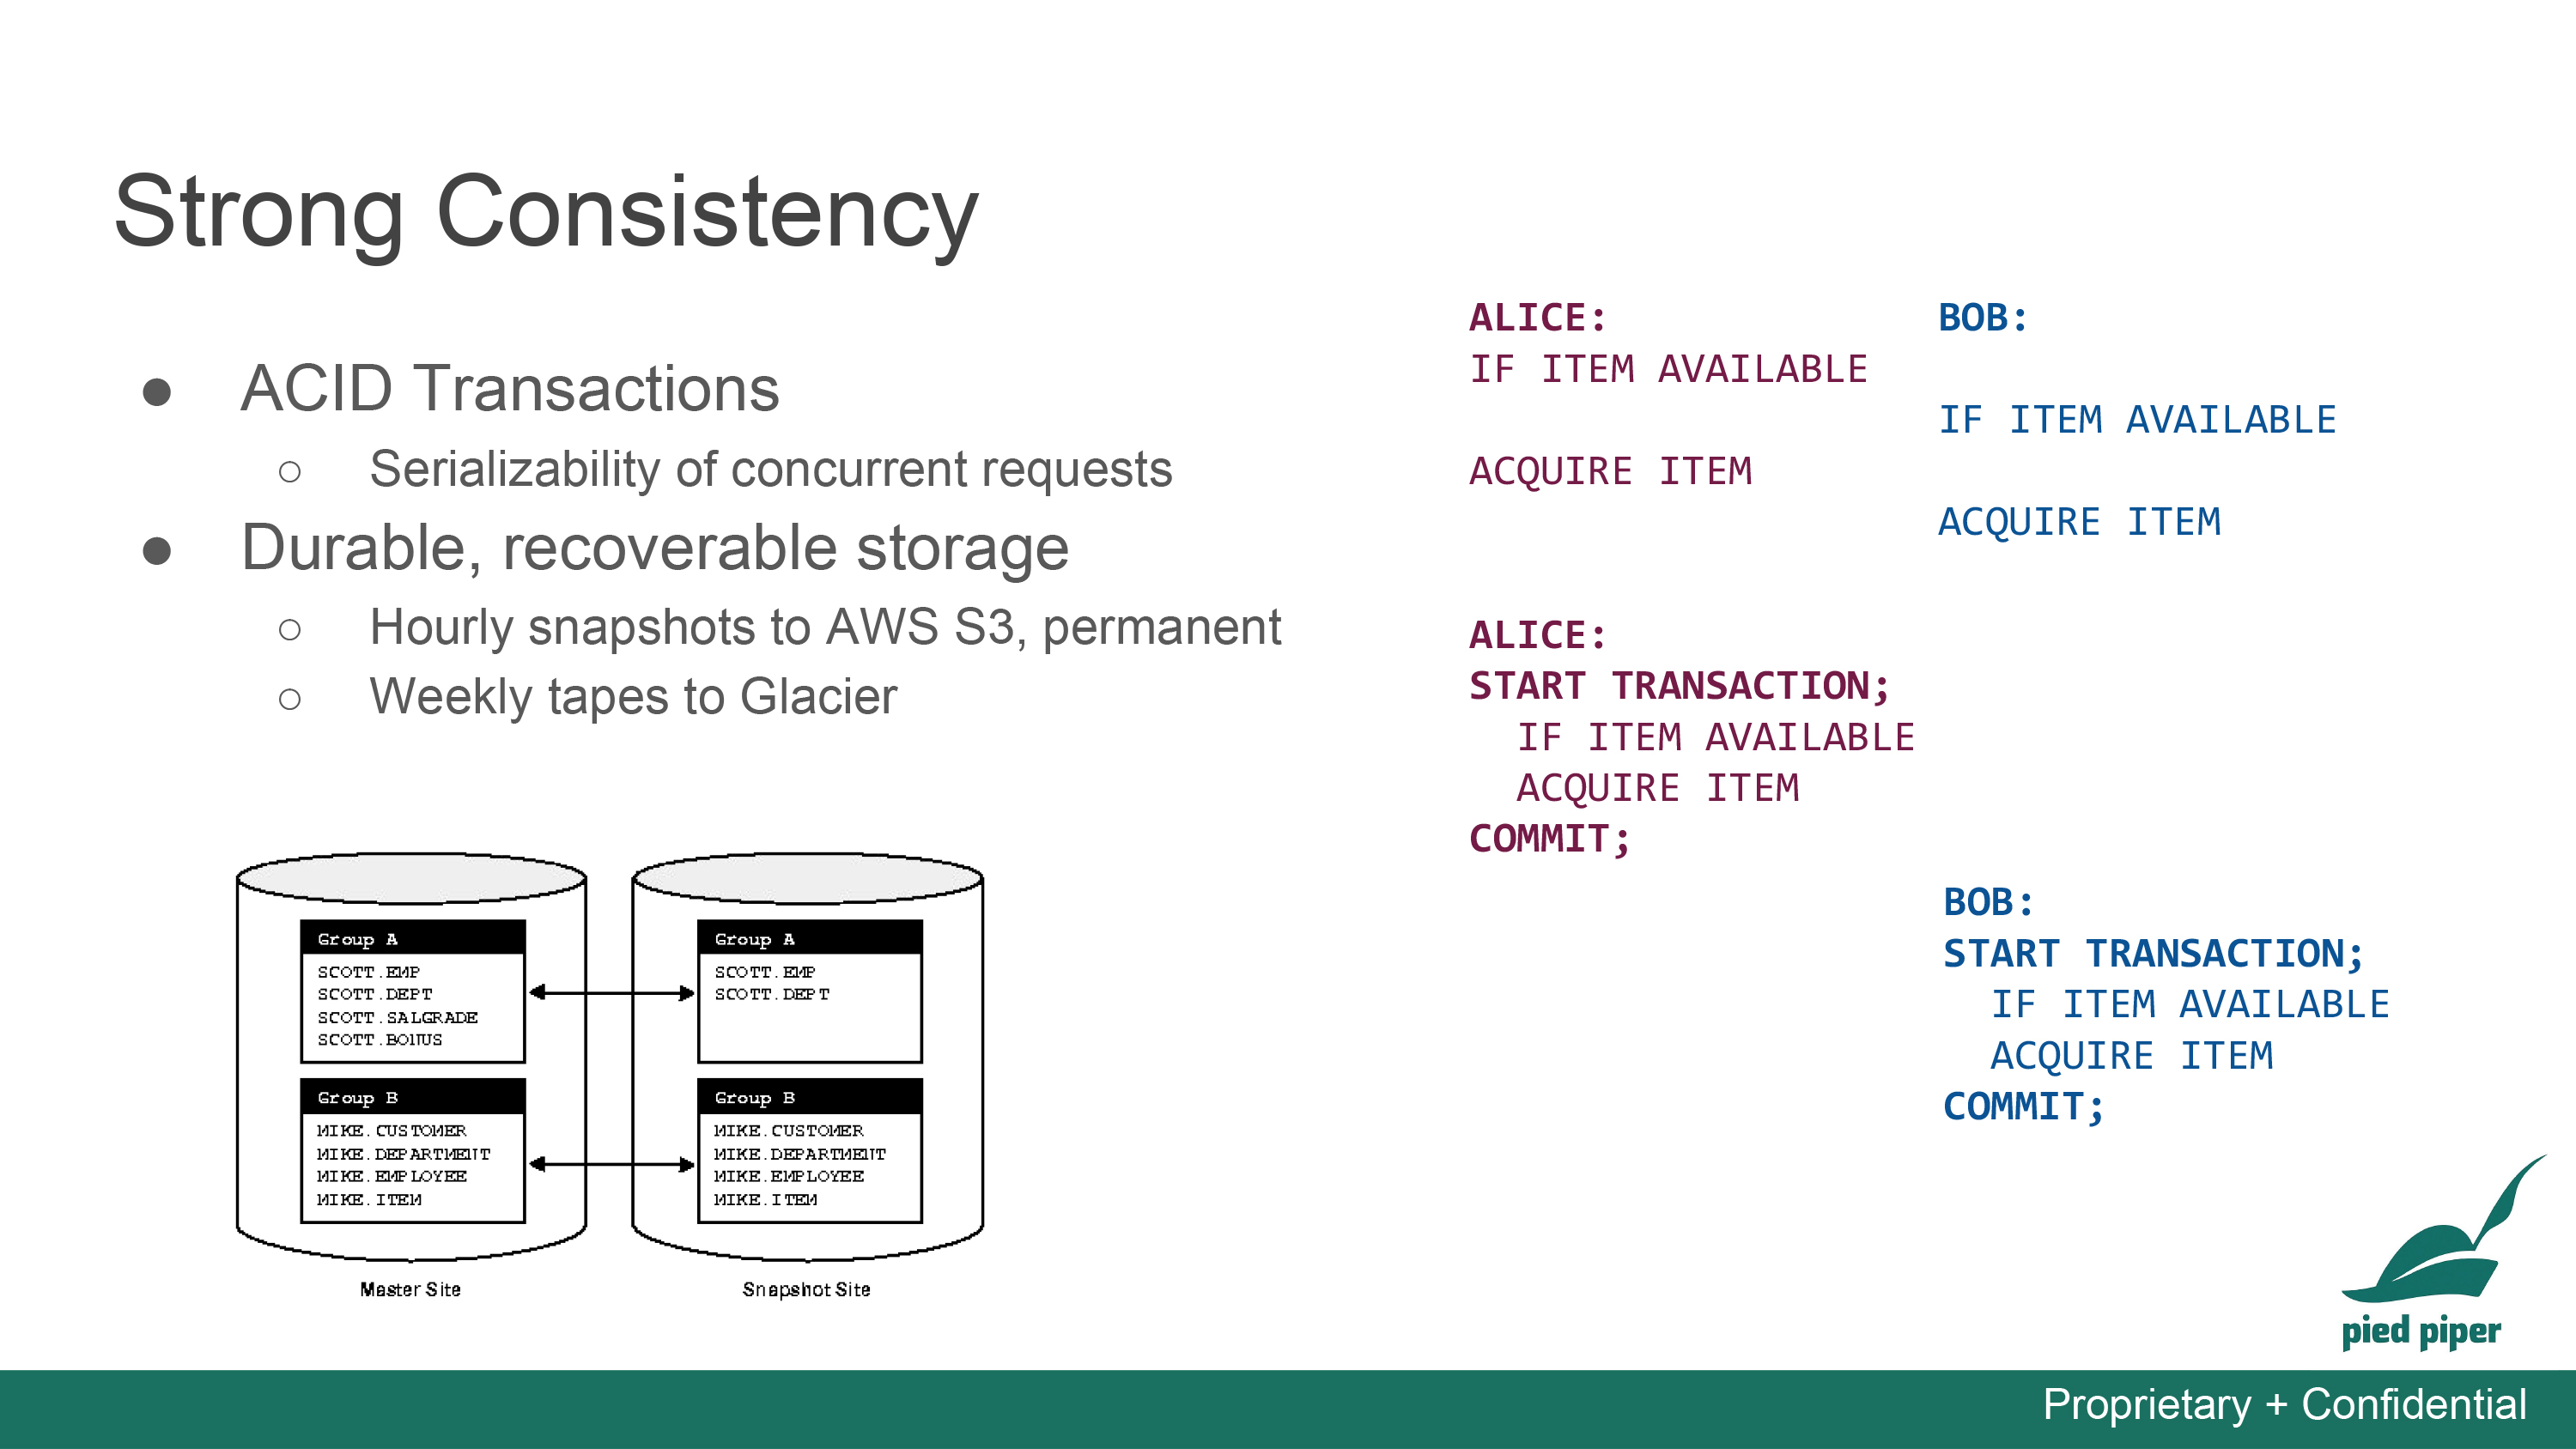 Strong Consistency
● ACID Transactions
○ Serializability of concurrent requests
● Durable, recoverable storage
○ Hourly snapshots to AWS S3, permanent
○ Weekly tapes to Glacier
Group A
SCOTT.EMP
SCOTT.DEPT
SCOTT.SALGRADE
SCOTT.BONUS
Group B
MIKE.CUSTOMER
MIKE.DEPARTMENT
MIKE.EMPLOYEE
MIKE.ITEM
Master Site
Group A
SCOTT.EMP
SCOTT.DEPT
Group B
MIKE.CUSTOMER
MIKE.DEPARTMENT
MIKE.EMPLOYEE
MIKE.ITEM
Snapshot Site
ALICE:
IF ITEM AVAILABLE
ACQUIRE ITEM
BOB:
IF ITEM AVAILABLE
ACQUIRE ITEM
ALICE:
START TRANSACTION;
IF ITEM AVAILABLE
ACQUIRE ITEM
COMMIT;
BOB:
START TRANSACTION;
IF ITEM AVAILABLE
ACQUIRE ITEM
COMMIT;
pied piper
Proprietary + Confidential